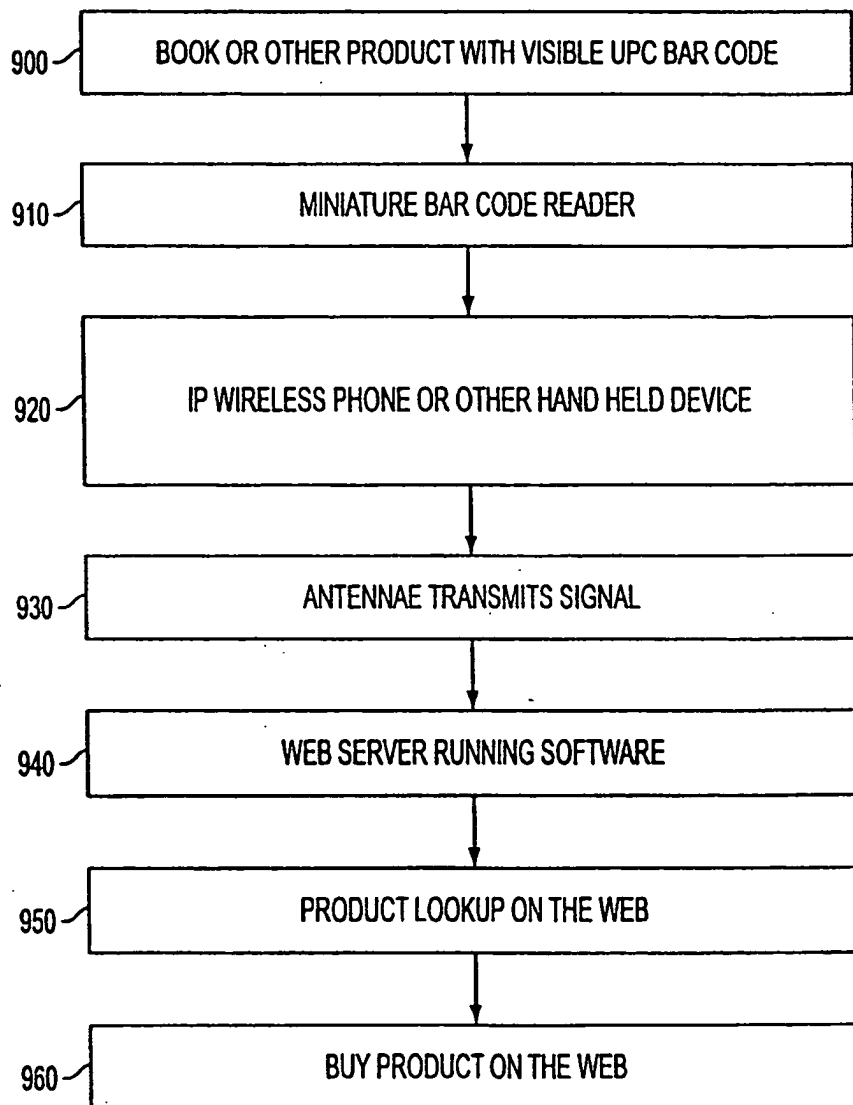 900 BOOK OR OTHER PRODUCT WITH VISIBLE UPC BAR CODE
910 MINIATURE BAR CODE READER
920 IP WIRELESS PHONE OR OTHER HAND HELD DEVICE
930 ANTENNAE TRANSMITS SIGNAL
940 WEB SERVER RUNNING SOFTWARE
950 PRODUCT LOOKUP ON THE WEB
960 BUY PRODUCT ON THE WEB